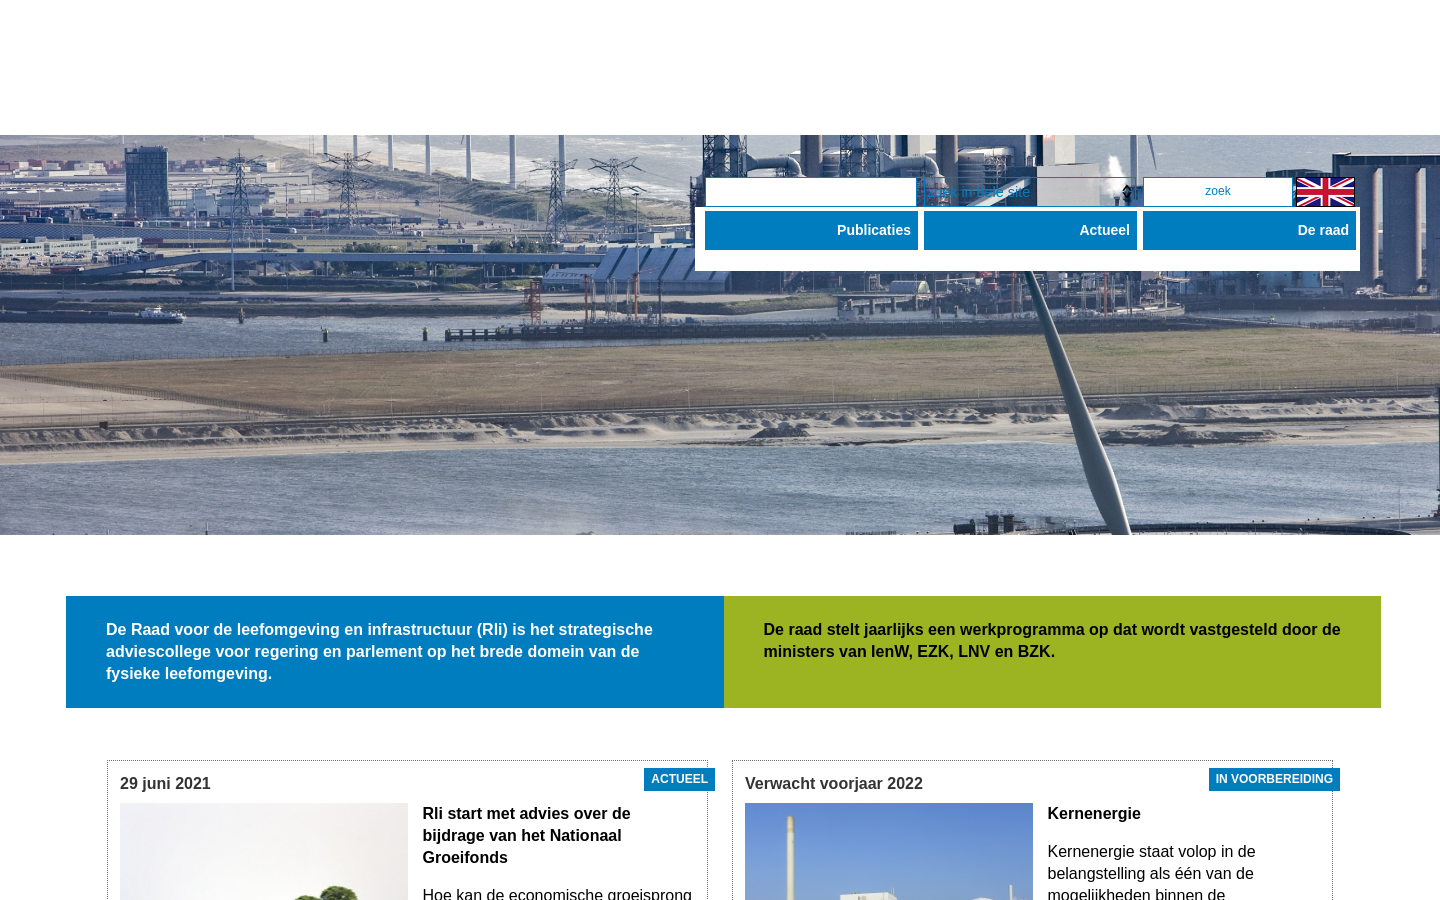 zoek in hele site
zoek
Publicaties
Actueel
De raad
De Raad voor de leefomgeving en infrastructuur (Rli) is het strategische
adviescollege voor regering en parlement op het brede domein van de
fysieke leefomgeving.
De raad stelt jaarlijks een werkprogramma op dat wordt vastgesteld door de
ministers van IenW, EZK, LNV en BZK.
29 juni 2021
ACTUEEL
Rli start met advies over de
bijdrage van het Nationaal
Groeifonds
Hoe kan de economische groeisprong
Verwacht voorjaar 2022
IN VOORBEREIDING
Kernenergie
Kernenergie staat volop in de
belangstelling als één van de
mogelijkheden binnen de